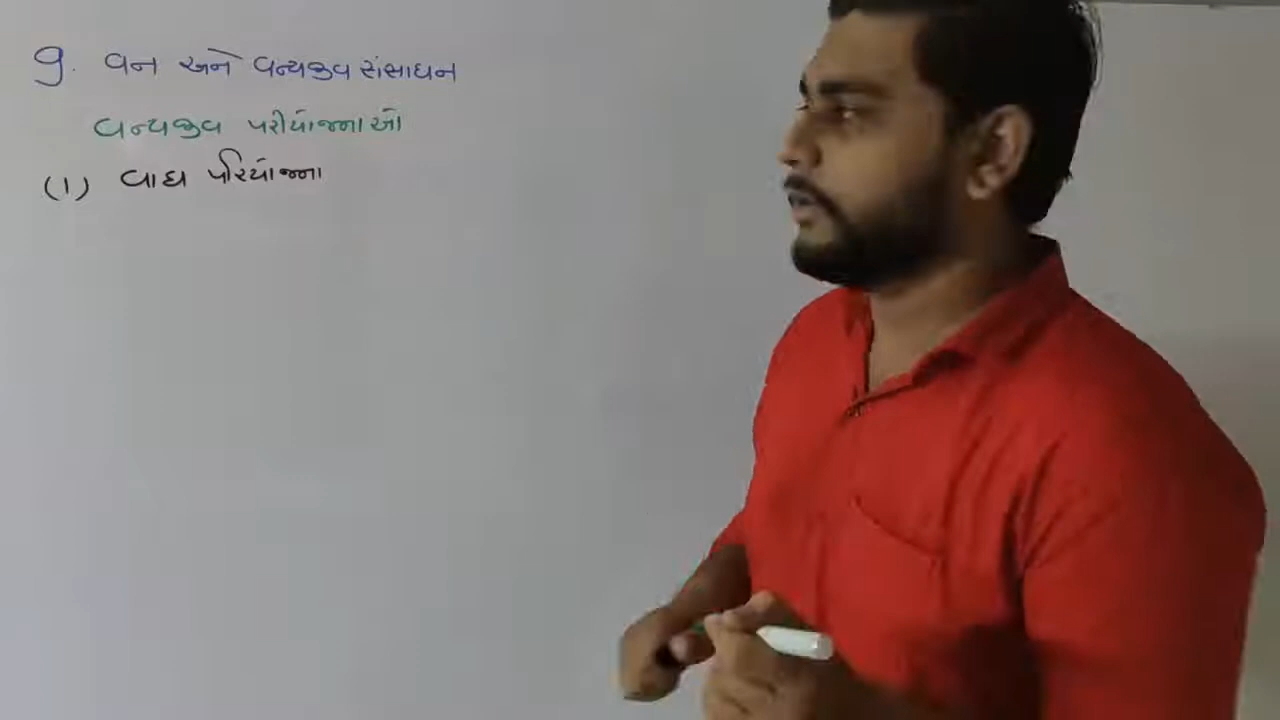 9. વન અને વન્યજીવ સંસાધન
વન્યજીવ પરીયોજનાઓ
(1) વાઘ પરિયોજના